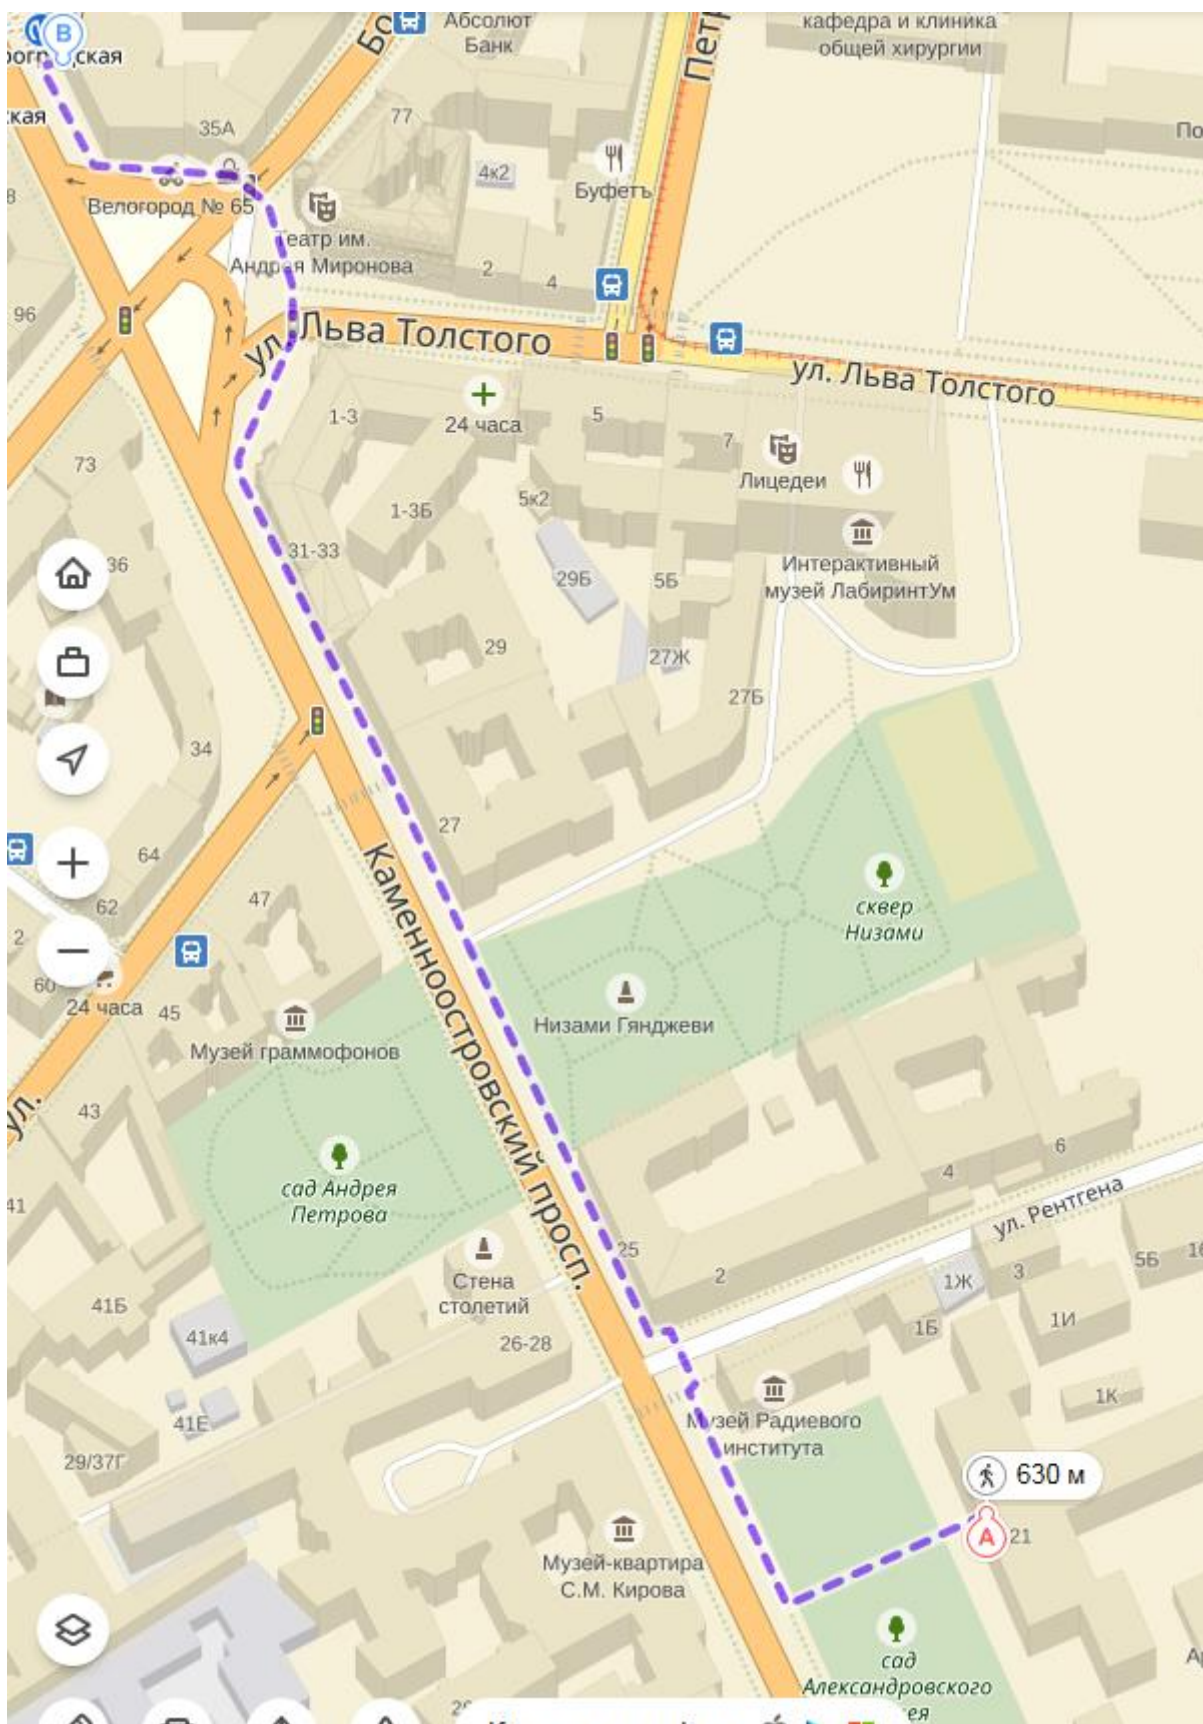 B
Абсолют
Банк
кафедра и клиника
общей хирургии
35А
77
4к2
Буфетъ
Велогород № 65
Театр им.
Андрея Миронова
2
4
96
ул. Льва Толстого
ул. Льва Толстого
1-3
24 часа
5
7
73
Лицедеи
1-3Б
5к2
31-33
29Б
5Б
Интерактивный
музей ЛабиринтУм
36
29
27Ж
27Б
34
27
64
47
62
сквер
Низами
2
60
24 часа
45
Низами Гянджеви
Музей граммофонов
Каменноостровский просп.
43
ул.
сад Андрея
Петрова
41
6
4
ул. Рентгена
25
2
Стена
столетий
1Ж
3
5Б
41Б
41к4
26-28
1Б
1И
Музей Радиевого
института
1К
41Е
29/37Г
630 м
A
21
Музей-квартира
С.М. Кирова
сад
Александровского